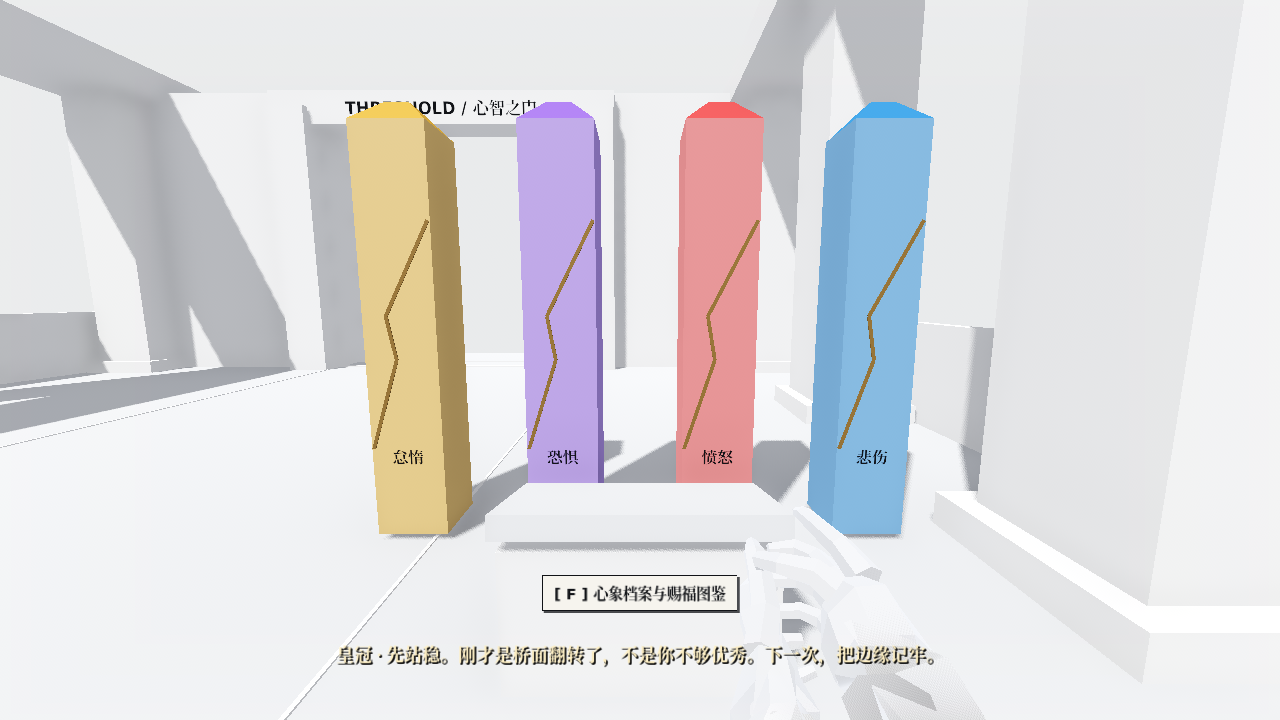 THRESHOLD / 心智之内
怠惰
恐惧
愤怒
悲伤
[ F ] 心象档案与赐福图鉴
皇冠 · 先站稳。刚才是桥面翻转了，不是你不够优秀。下一次，把边缘记牢。